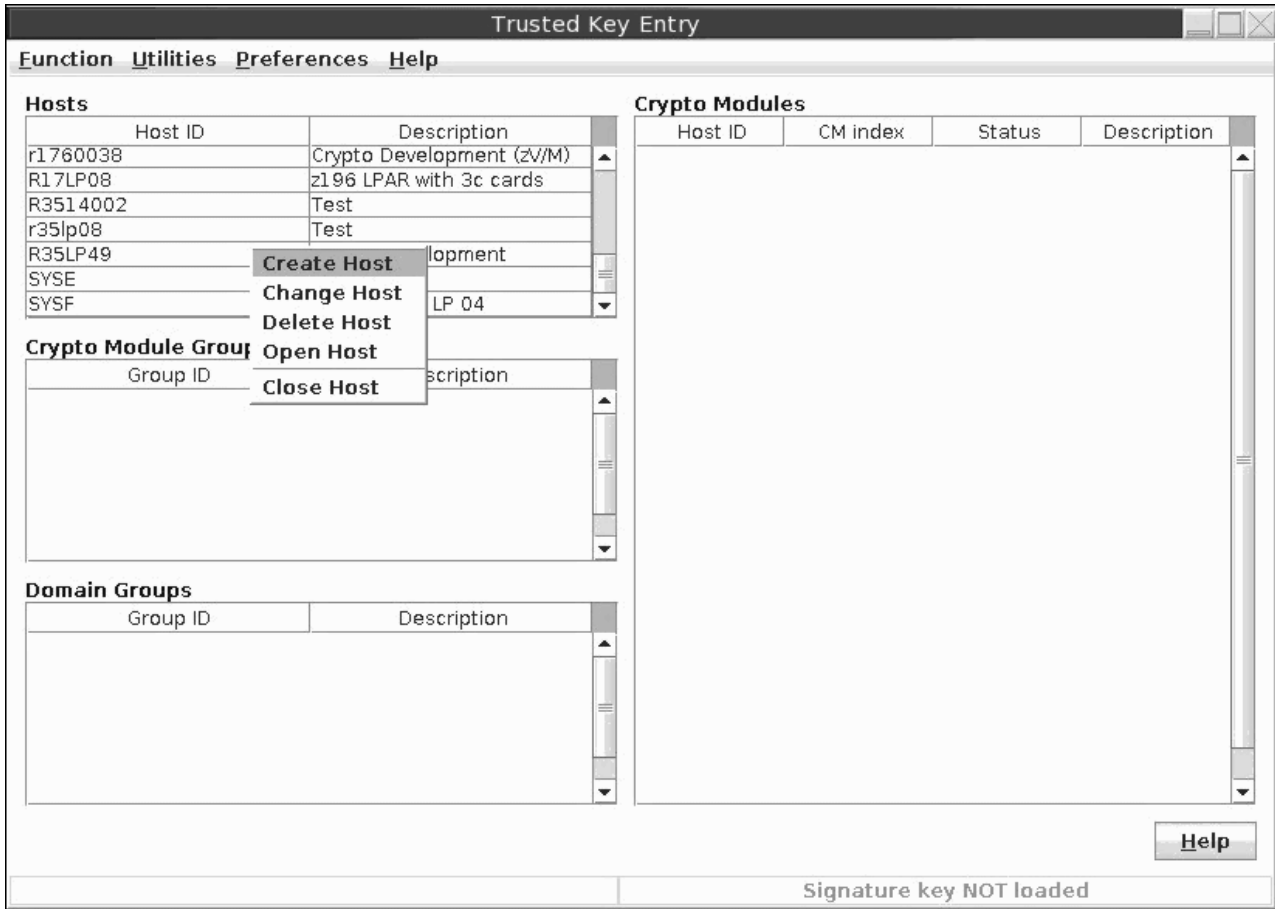 Trusted Key Entry
Function Utilities Preferences Help
Hosts
Host ID Description
r1760038 Crypto Development (zV/M)
R17LP08 z196 LPAR with 3c cards
R3514002 Test
r35lp08 Test
R35LP49 lopment
SYSE
SYSF LP 04
Create Host
Change Host
Delete Host
Open Host
Close Host
Crypto Module Group
Group ID scription
Domain Groups
Group ID Description
Crypto Modules
Host ID CM index Status Description
Help
Signature key NOT loaded